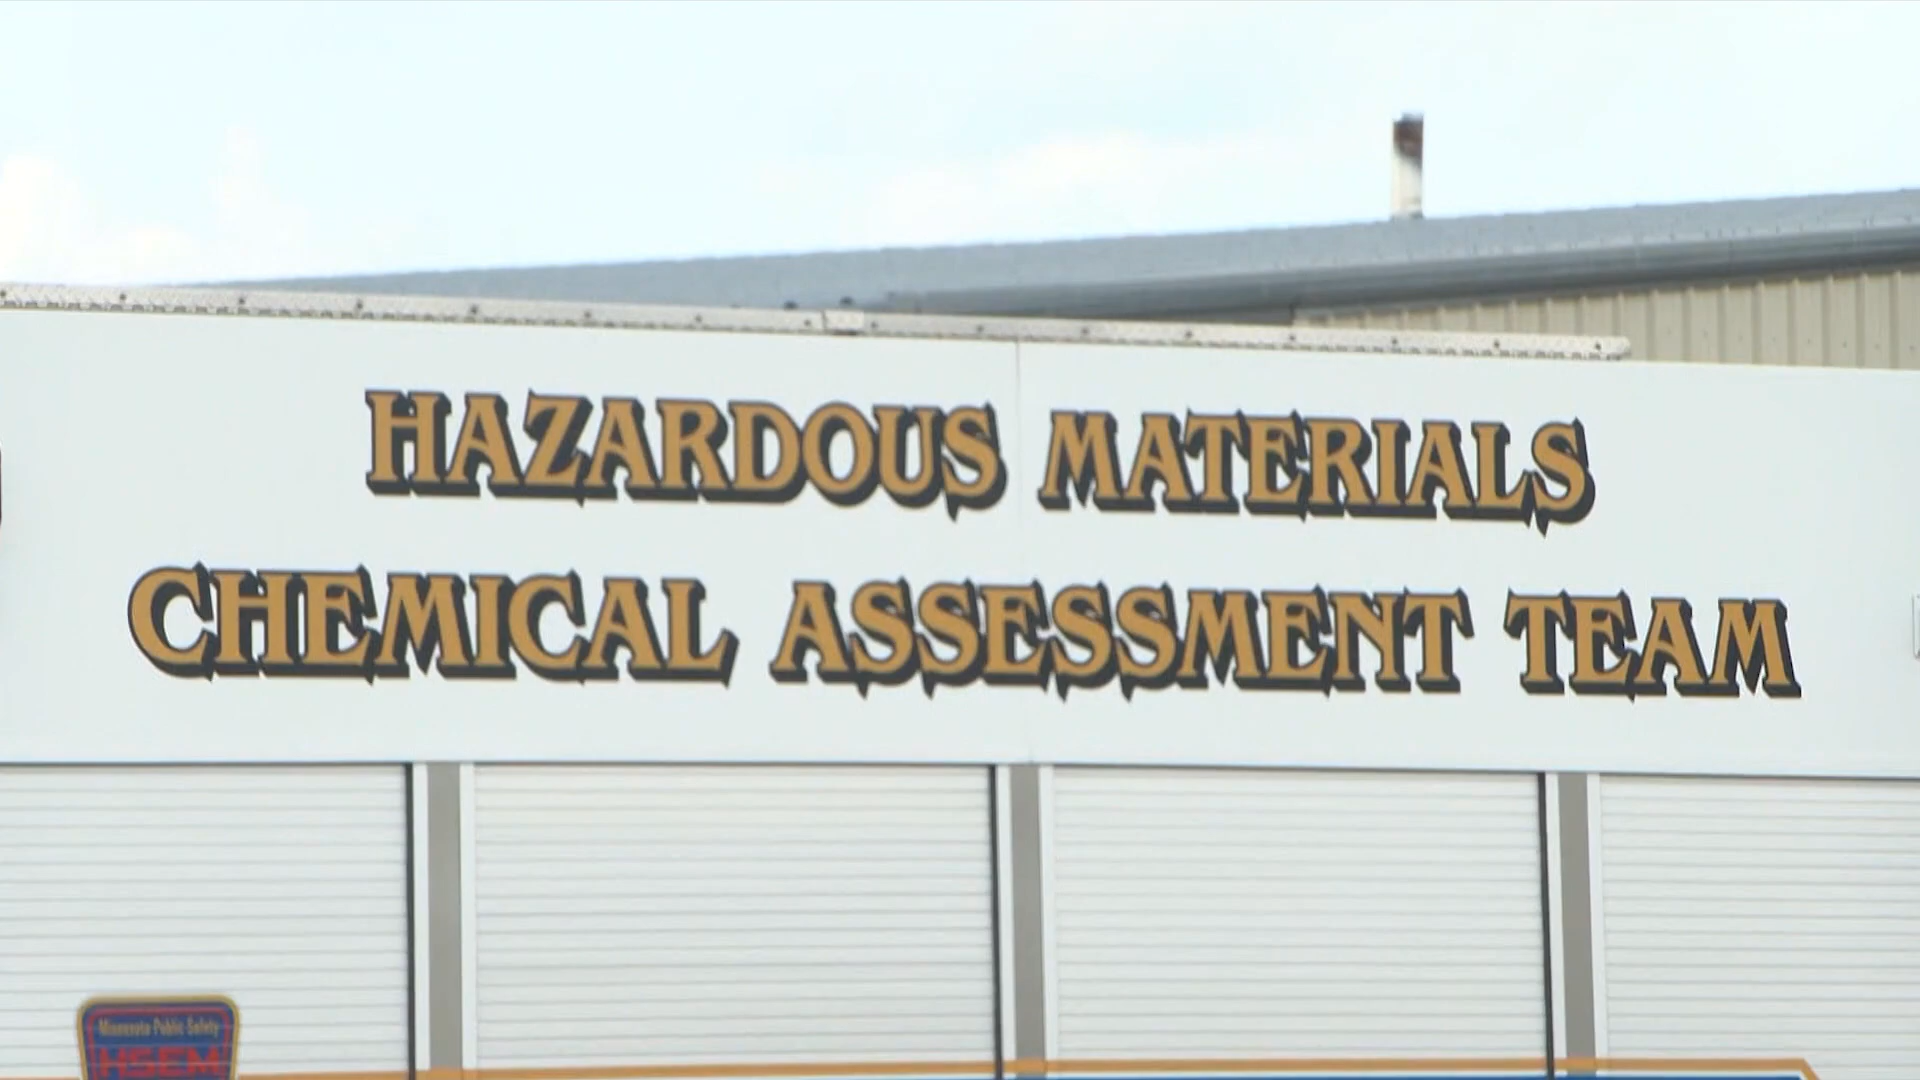 HAZARDOUS MATERIALS
CHEMICAL ASSESSMENT TEAM
Minnesota Public Safety
HSEM